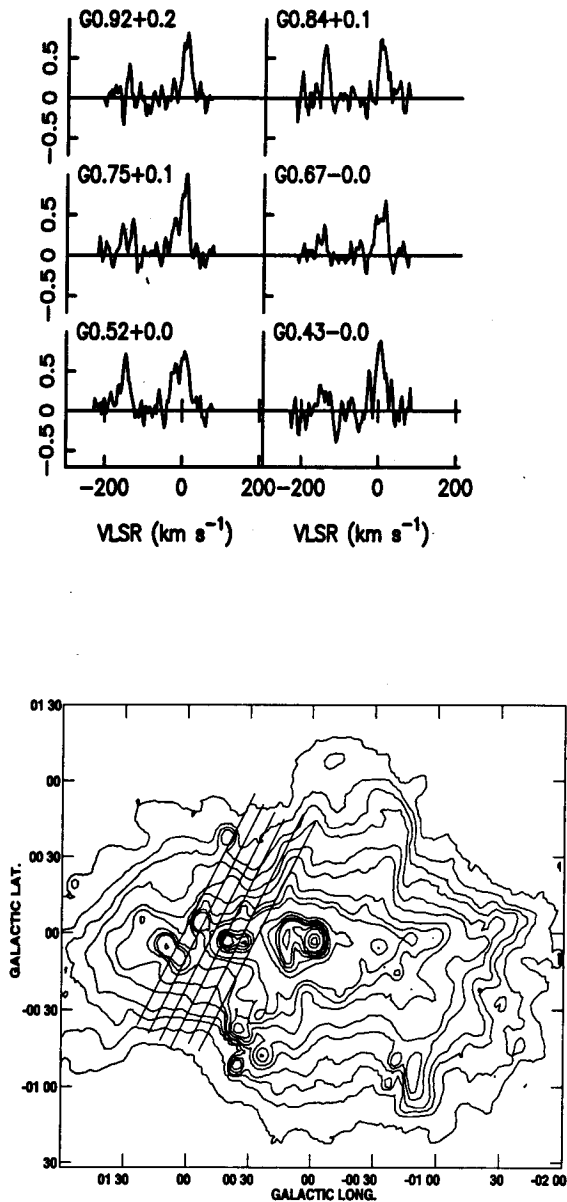 G0.92+0.2 G0.84+0.1
0.5
0
-0.5
G0.75+0.1 G0.67-0.0
0.5
0
-0.5
G0.52+0.0 G0.43-0.0
0.5
0
-0.5
-200 0 200 -200 0 200
VLSR (km s⁻¹) VLSR (km s⁻¹)
01 30
00
00 30
00
-00 30
-01 00
30
GALACTIC LAT.
01 30 00 00 30 00 -00 30 -01 00 30 -02 00
GALACTIC LONG.